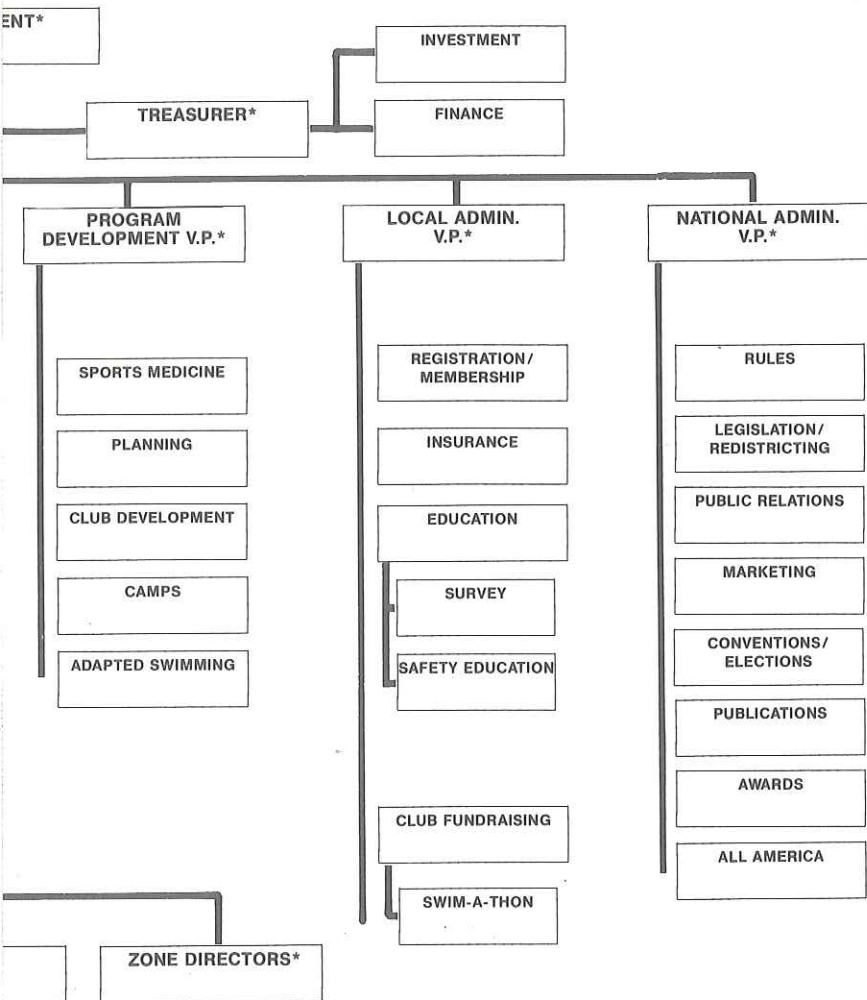 ENT*
INVESTMENT
TREASURER*
FINANCE
PROGRAM
DEVELOPMENT V.P.*
LOCAL ADMIN.
V.P.*
NATIONAL ADMIN.
V.P.*
SPORTS MEDICINE
PLANNING
CLUB DEVELOPMENT
CAMPS
ADAPTED SWIMMING
REGISTRATION/
MEMBERSHIP
INSURANCE
EDUCATION
SURVEY
SAFETY EDUCATION
CLUB FUNDRAISING
SWIM-A-THON
RULES
LEGISLATION/
REDISTRICTING
PUBLIC RELATIONS
MARKETING
CONVENTIONS/
ELECTIONS
PUBLICATIONS
AWARDS
ALL AMERICA
ZONE DIRECTORS*